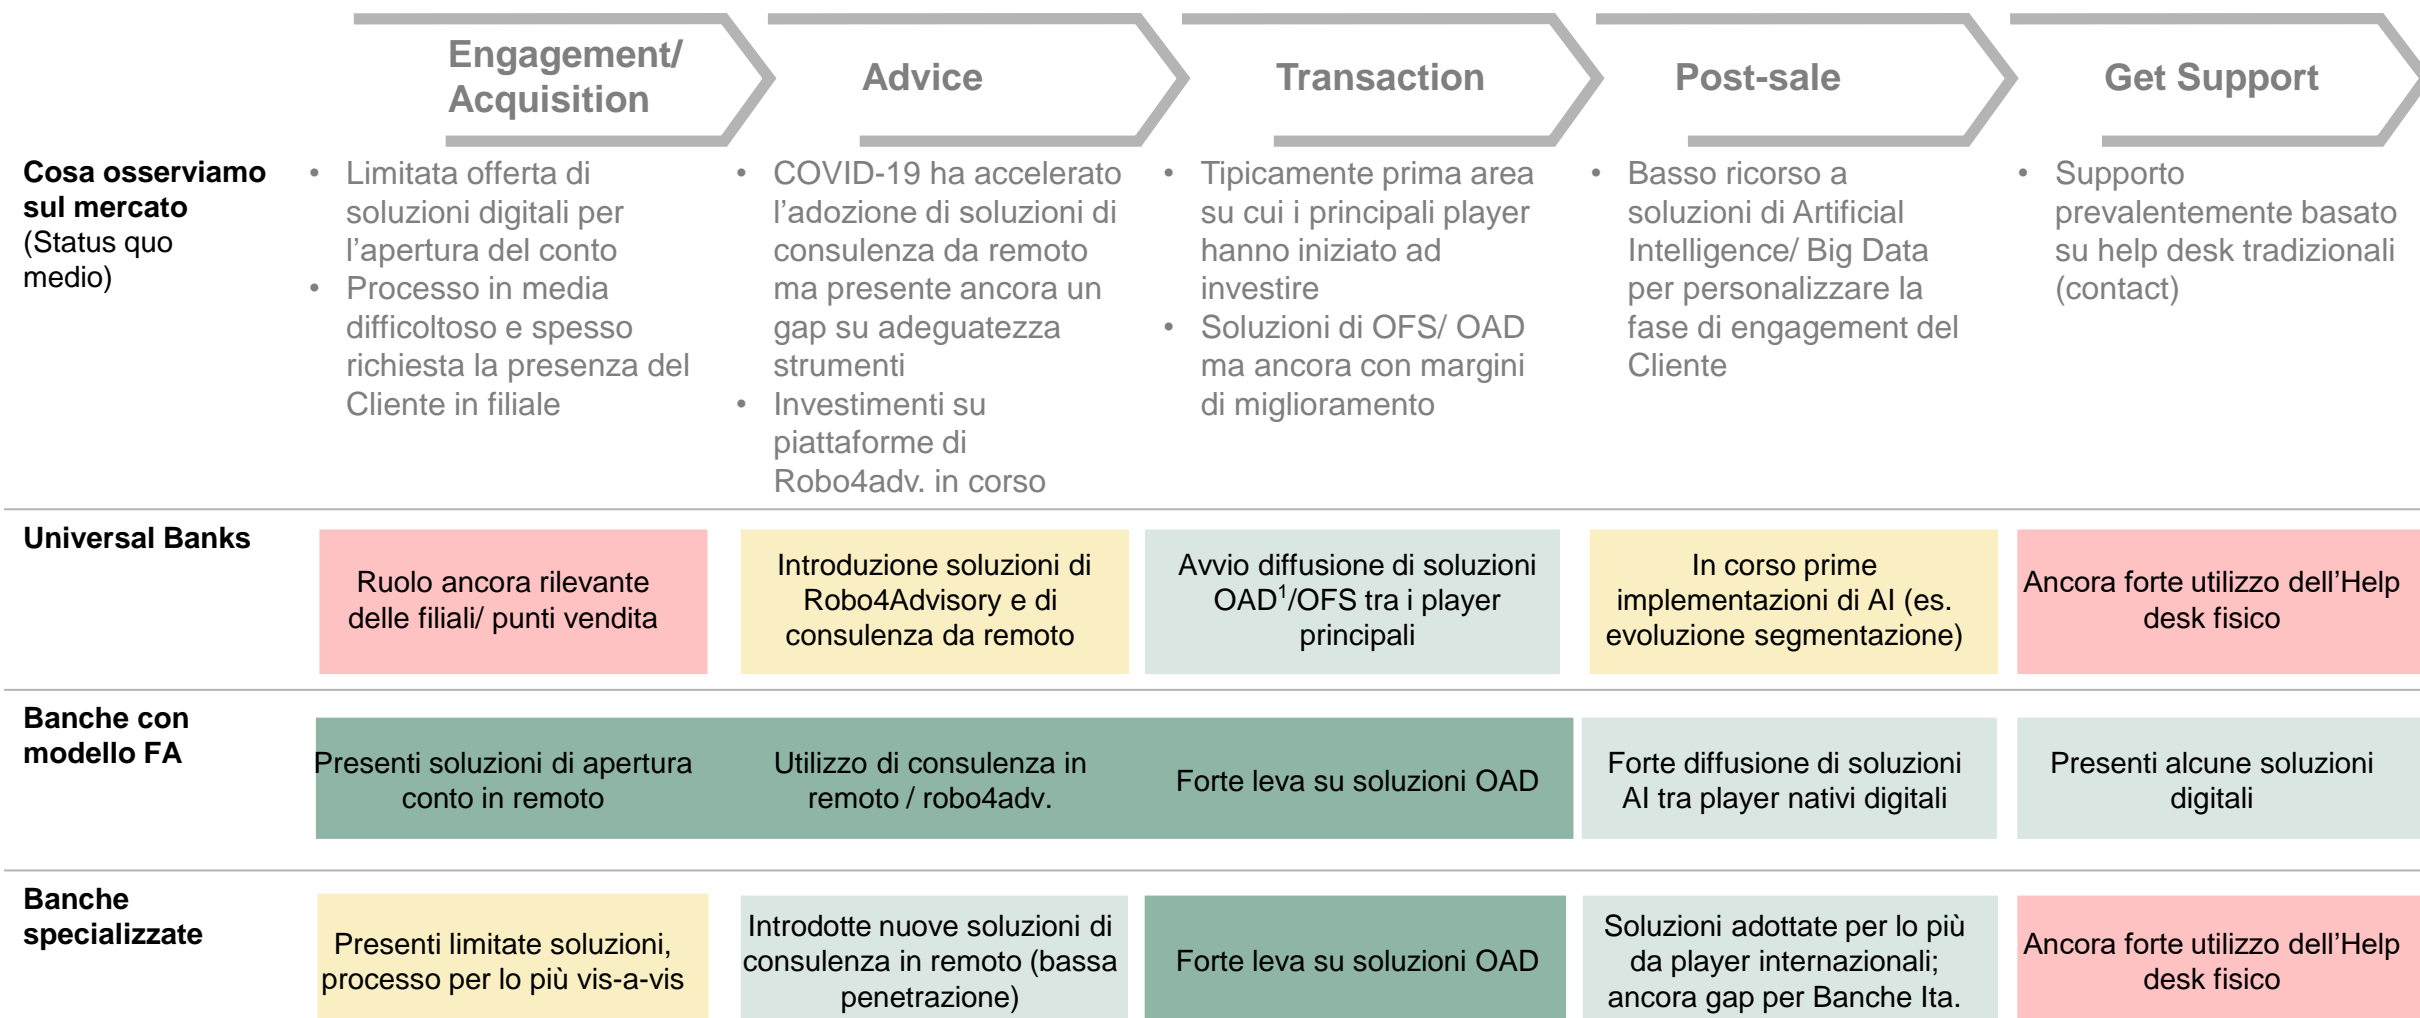 Engagement/
Acquisition
Advice
Transaction
Post-sale
Get Support
Cosa osserviamo
sul mercato
(Status quo
medio)
• Limitata offerta di
soluzioni digitali per
l’apertura del conto
• Processo in media
difficoltoso e spesso
richiesta la presenza del
Cliente in filiale
• COVID-19 ha accelerato
l’adozione di soluzioni di
consulenza da remoto
ma presente ancora un
gap su adeguatezza
strumenti
• Investimenti su
piattaforme di
Robo4adv. in corso
• Tipicamente prima area
su cui i principali player
hanno iniziato ad
investire
• Soluzioni di OFS/ OAD
ma ancora con margini
di miglioramento
• Basso ricorso a
soluzioni di Artificial
Intelligence/ Big Data
per personalizzare la
fase di engagement del
Cliente
• Supporto
prevalentemente basato
su help desk tradizionali
(contact)
Universal Banks
Ruolo ancora rilevante
delle filiali/ punti vendita
Introduzione soluzioni di
Robo4Advisory e di
consulenza da remoto
Avvio diffusione di soluzioni
OAD¹/OFS tra i player
principali
In corso prime
implementazioni di AI (es.
evoluzione segmentazione)
Ancora forte utilizzo dell’Help
desk fisico
Banche con
modello FA
Presenti soluzioni di apertura
conto in remoto
Utilizzo di consulenza in
remoto / robo4adv.
Forte leva su soluzioni OAD
Forte diffusione di soluzioni
AI tra player nativi digitali
Presenti alcune soluzioni
digitali
Banche
specializzate
Presenti limitate soluzioni,
processo per lo più vis-a-vis
Introdotte nuove soluzioni di
consulenza in remoto (bassa
penetrazione)
Forte leva su soluzioni OAD
Soluzioni adottate per lo più
da player internazionali;
ancora gap per Banche Ita.
Ancora forte utilizzo dell’Help
desk fisico